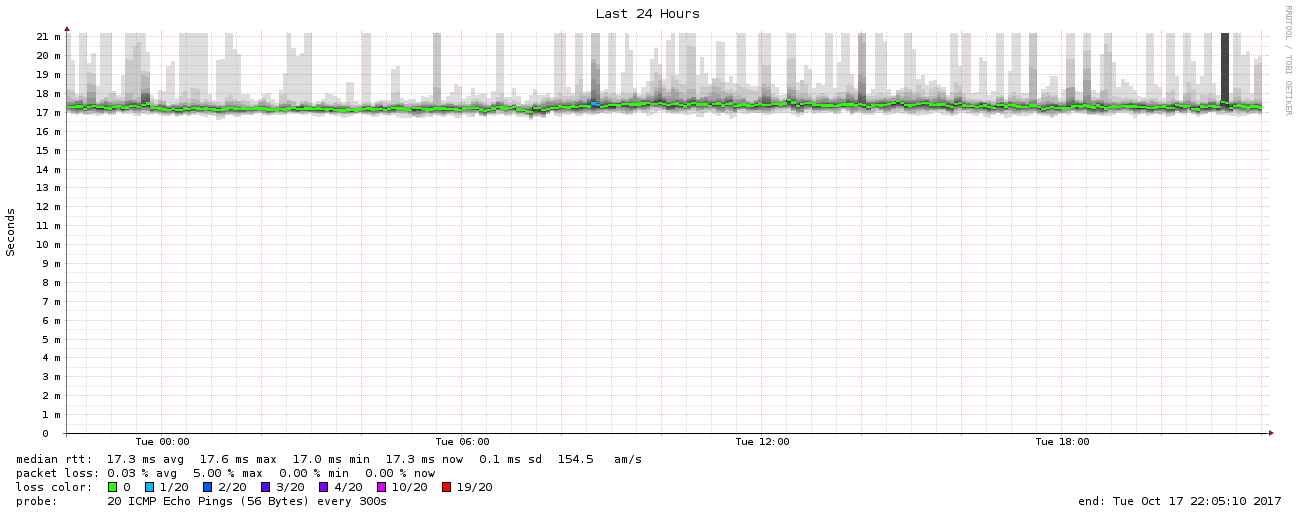 Last 24 Hours
RRDTOOL / TOBI OETIKER
21 m
20 m
19 m
18 m
17 m
16 m
15 m
14 m
13 m
12 m
11 m
10 m
9 m
8 m
7 m
6 m
5 m
4 m
3 m
2 m
1 m
0
Seconds
Tue 00:00 Tue 06:00 Tue 12:00 Tue 18:00
median rtt: 17.3 ms avg 17.6 ms max 17.0 ms min 17.3 ms now 0.1 ms sd 154.5 am/s
packet loss: 0.03 % avg 5.00 % max 0.00 % min 0.00 % now
loss color: 0 1/20 2/20 3/20 4/20 10/20 19/20
probe: 20 ICMP Echo Pings (56 Bytes) every 300s end: Tue Oct 17 22:05:10 2017